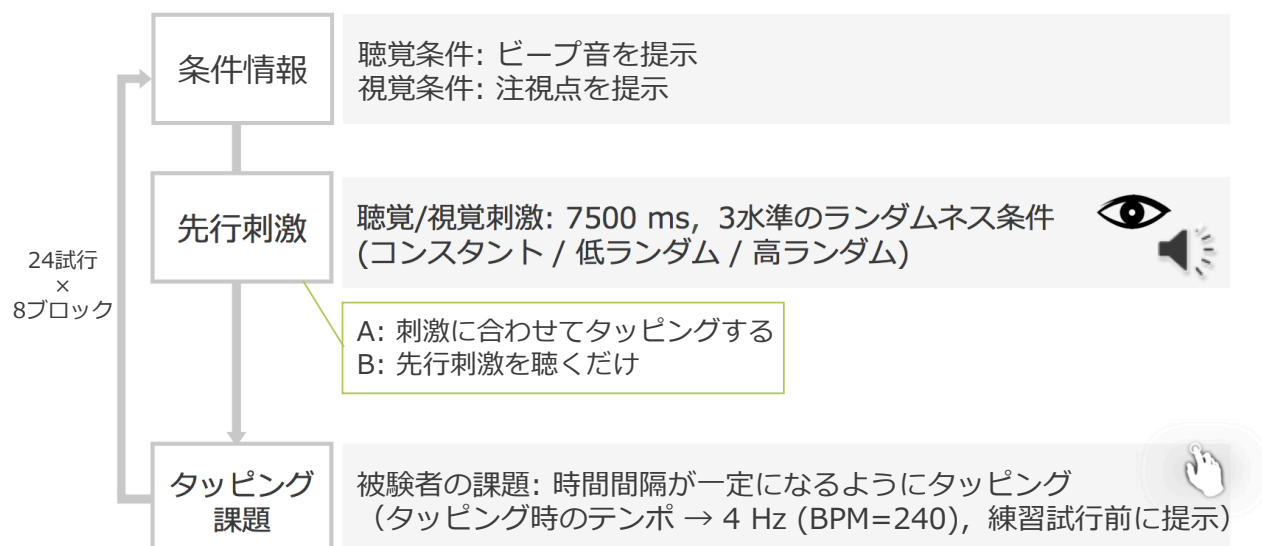 条件情報
聴覚条件: ビープ音を提示
視覚条件: 注視点を提示
先行刺激
聴覚/視覚刺激: 7500 ms, 3水準のランダムネス条件
(コンスタント / 低ランダム / 高ランダム)
24試行
×
8ブロック
A: 刺激に合わせてタッピングする
B: 先行刺激を聴くだけ
タッピング
課題
被験者の課題: 時間間隔が一定になるようにタッピング
（タッピング時のテンポ → 4 Hz (BPM=240), 練習試行前に提示）